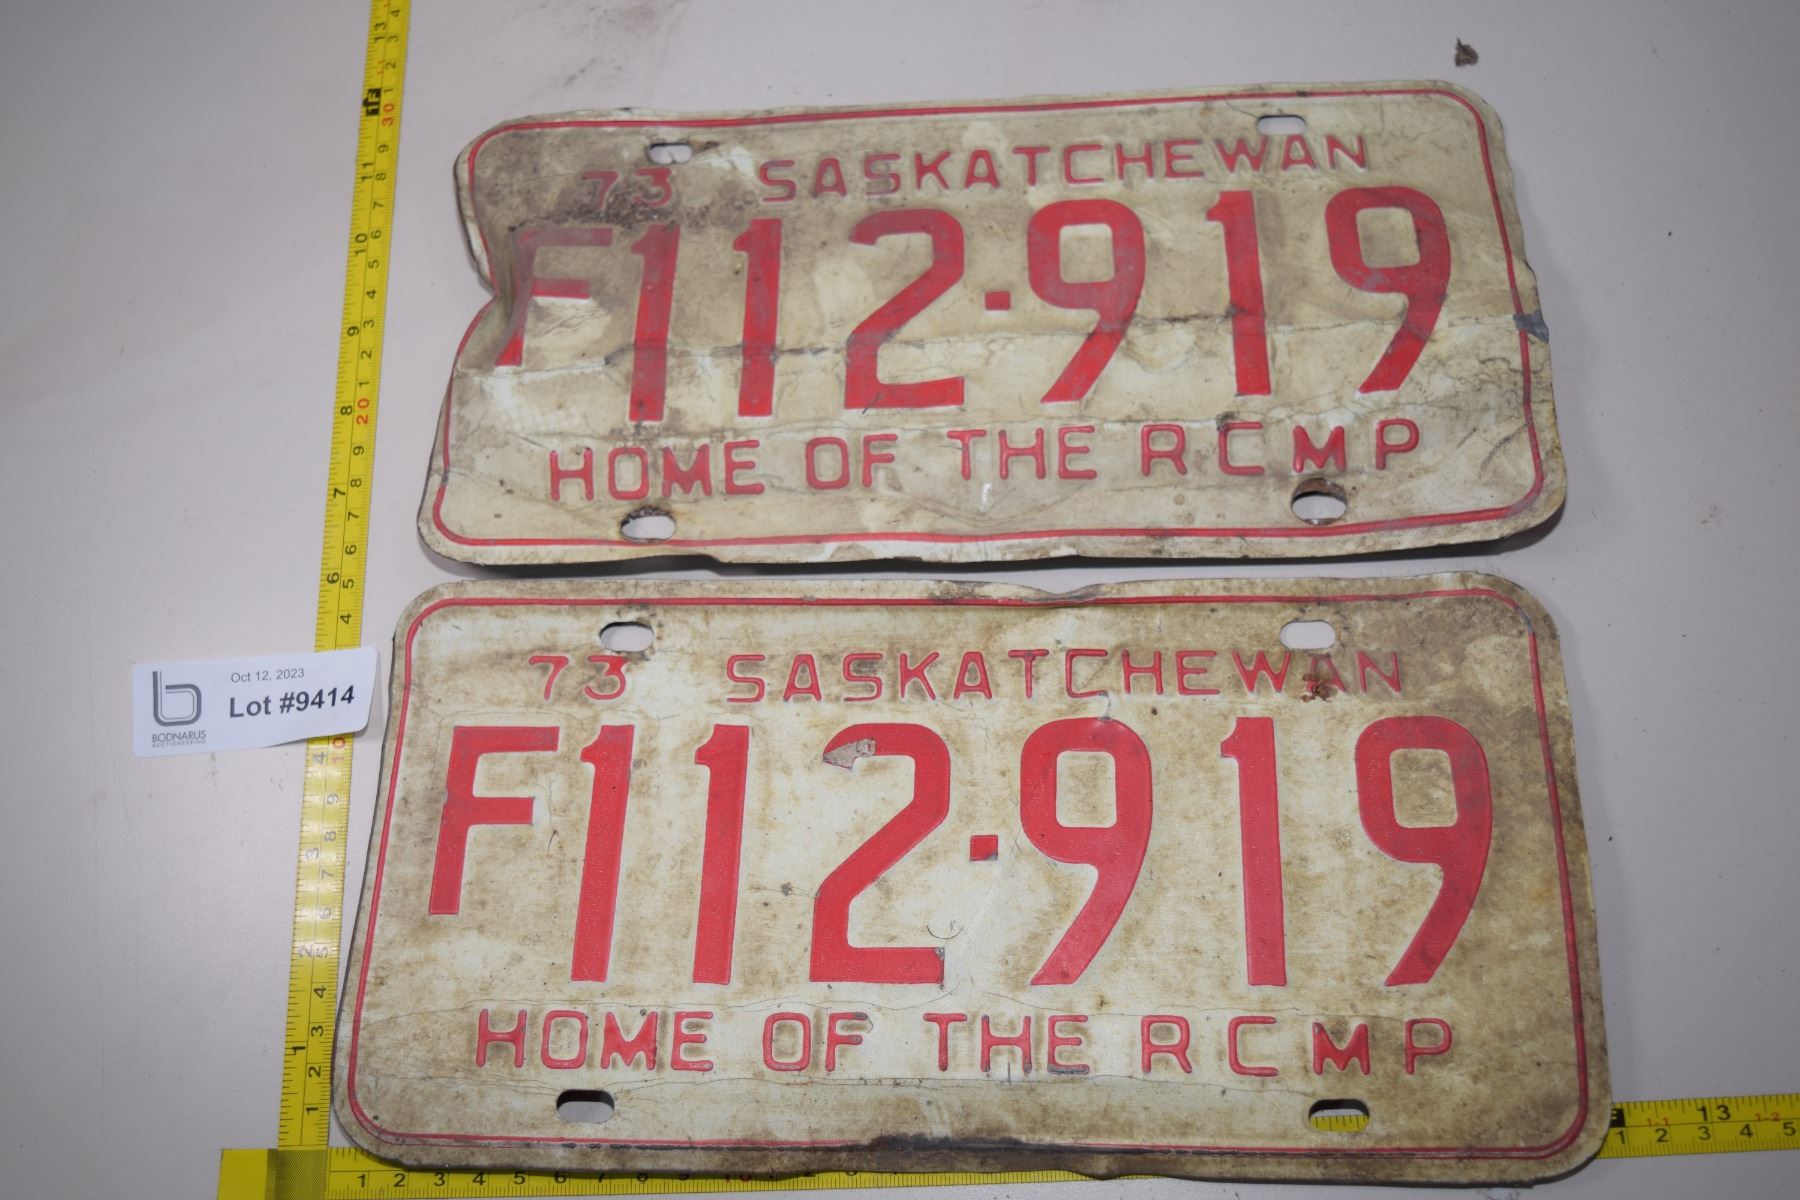 73 SASKATCHEWAN
F112-919
HOME OF THE RCMP
73 SASKATCHEWAN
F112-919
HOME OF THE RCMP
Oct 12, 2023
Lot #9414
BODNARUS
AUCTIONEERING